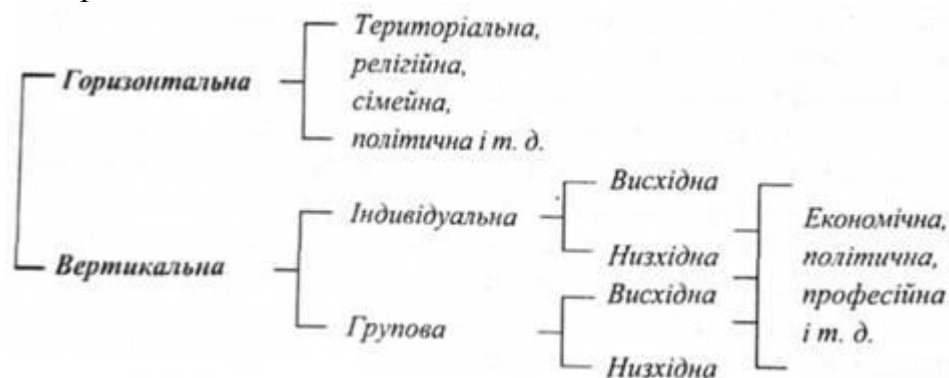 Територіальна,
Горизонтальна
релігійна,
сімейна,
політична і т. д.
Висхідна
Індивідуальна
Економічна,
Низхідна
політична,
Вертикальна
Висхідна
професійна
Групова
і т. д.
Низхідна